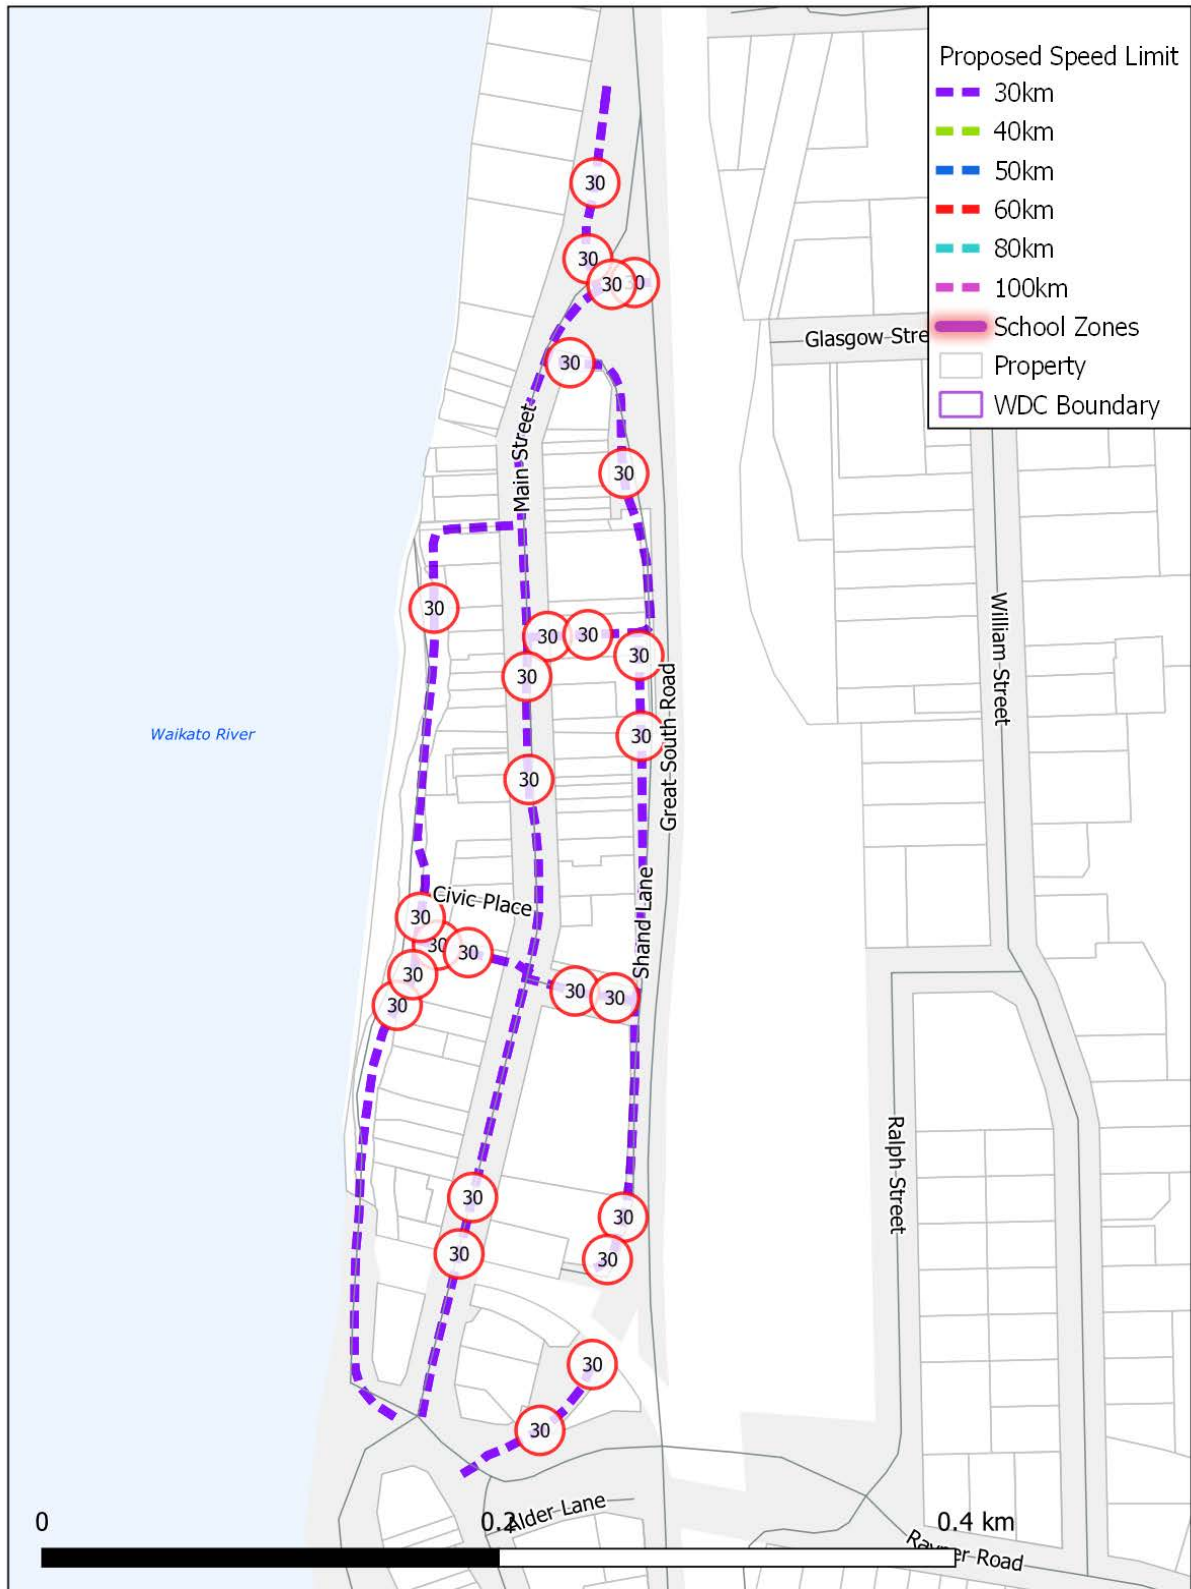 Proposed Speed Limit
30km
40km
50km
60km
80km
100km
School Zones
Property
WDC Boundary
30
30
30
30
Glasgow Stre
30
Main Street
30
30
William Street
30
30
30
30
Great South Road
Waikato River
30
30
Shand Lane
Civic Place
30
30
30
30
30
30
30
Ralph Street
30
30
30
30
30
30
Alder Lane
Rayner Road
0
0.2
0.4 km